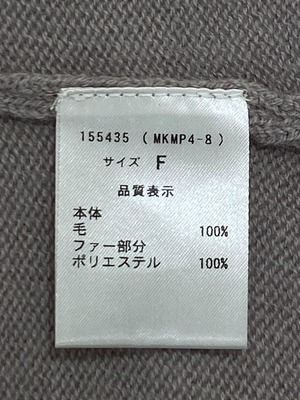 155435 ( MKMP4-8 )
サイズ F
品質表示
本体
毛 100%
ファー部分
ポリエステル 100%